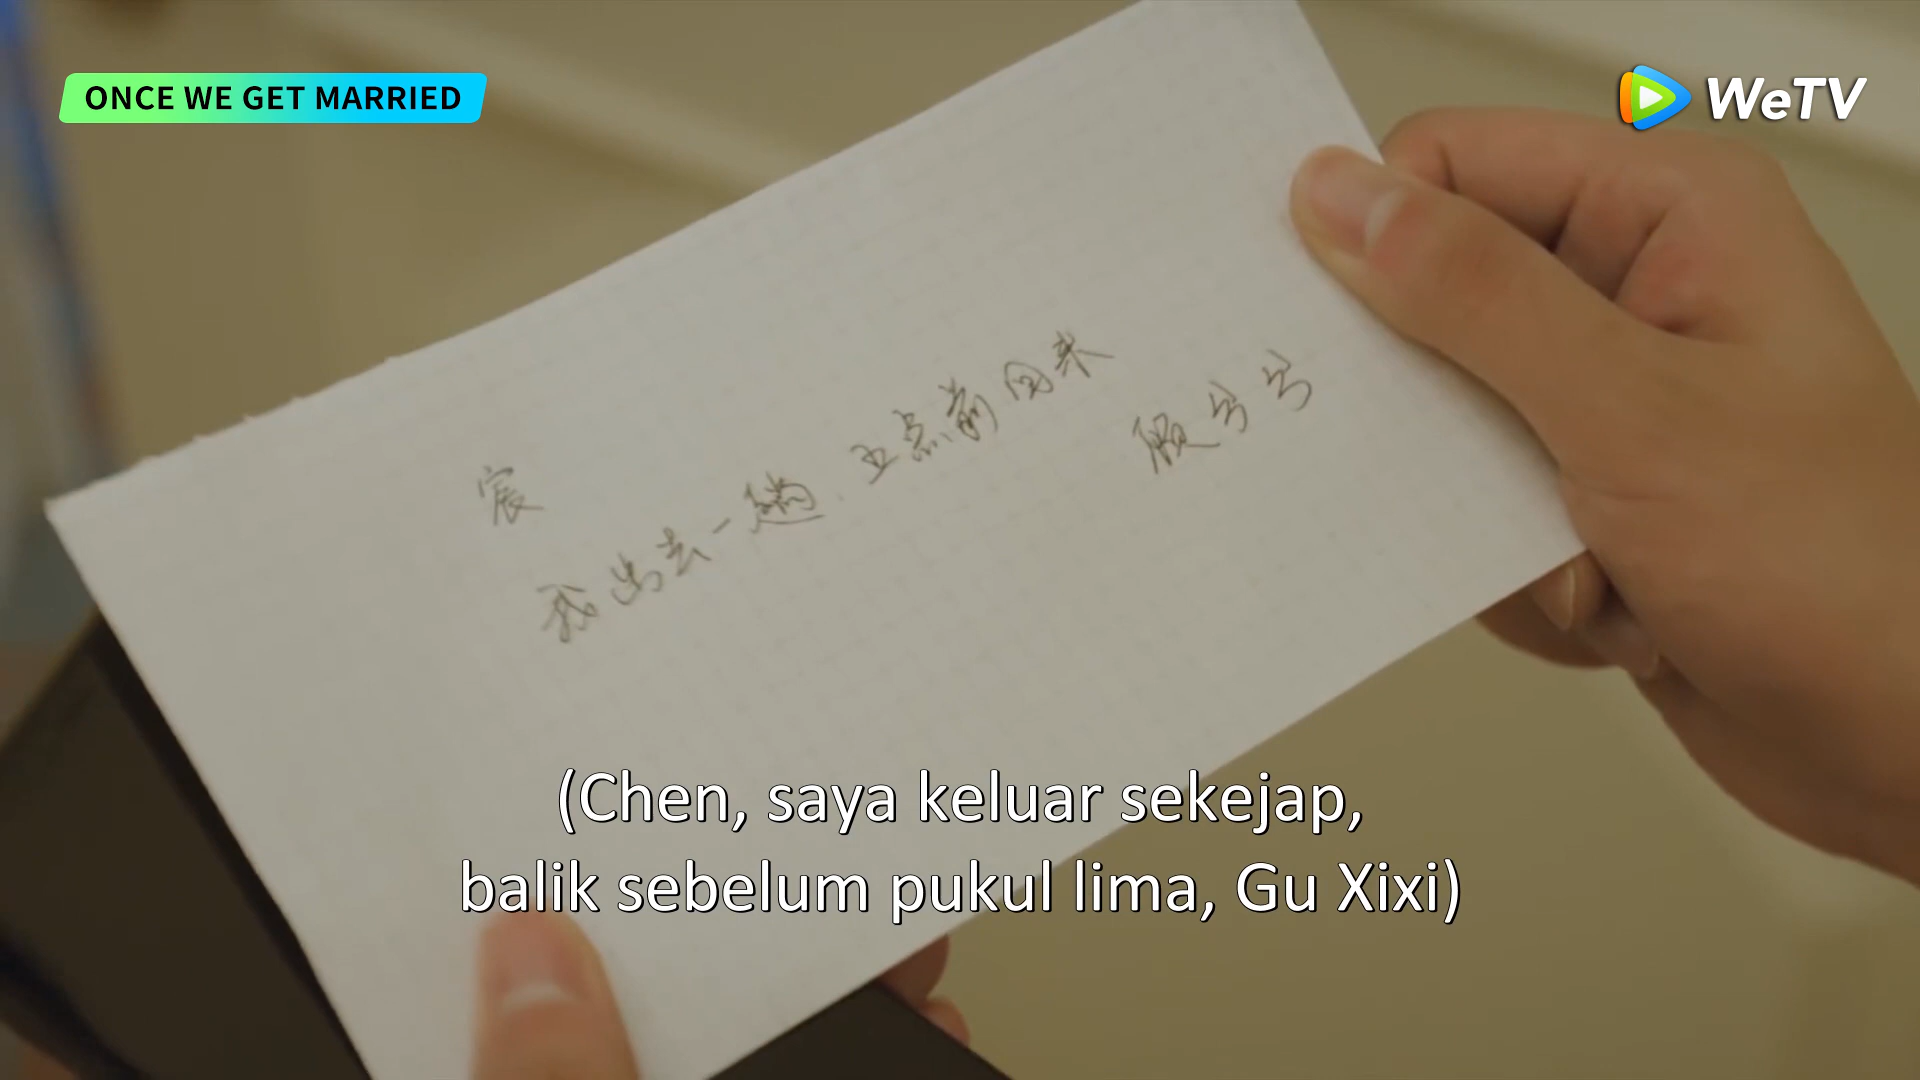 ONCE WE GET MARRIED
WeTV
宸
我出去一趟.五点前回来
顾兮兮
(Chen, saya keluar sekejap,
balik sebelum pukul lima, Gu Xixi)